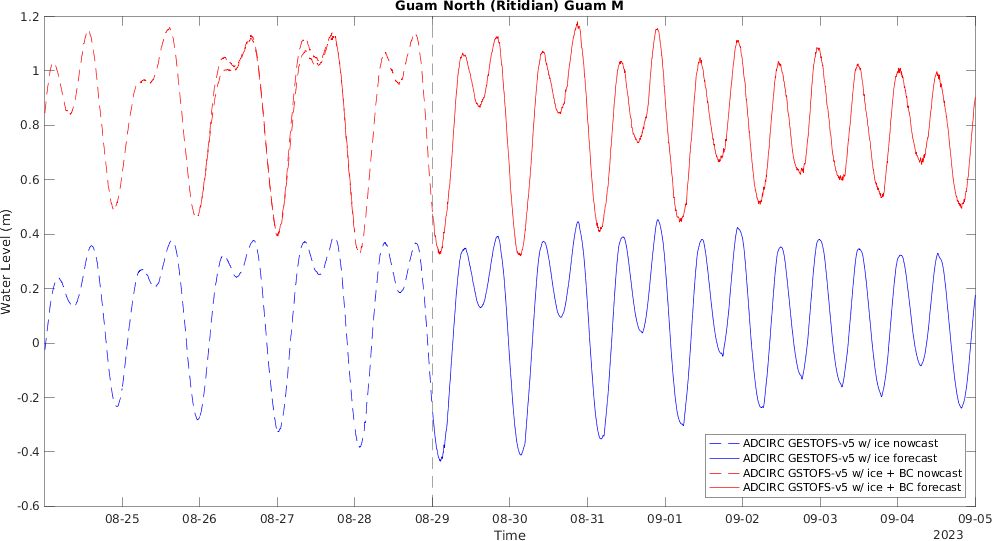 Guam North (Ritidian) Guam M
Water Level (m)
1.2
1
0.8
0.6
0.4
0.2
0
-0.2
-0.4
-0.6
ADCIRC GESTOFS-v5 w/ ice nowcast
ADCIRC GESTOFS-v5 w/ ice forecast
ADCIRC GSTOFS-v5 w/ ice + BC nowcast
ADCIRC GSTOFS-v5 w/ ice + BC forecast
08-25 08-26 08-27 08-28 08-29 08-30 08-31 09-01 09-02 09-03 09-04 09-05
Time
2023